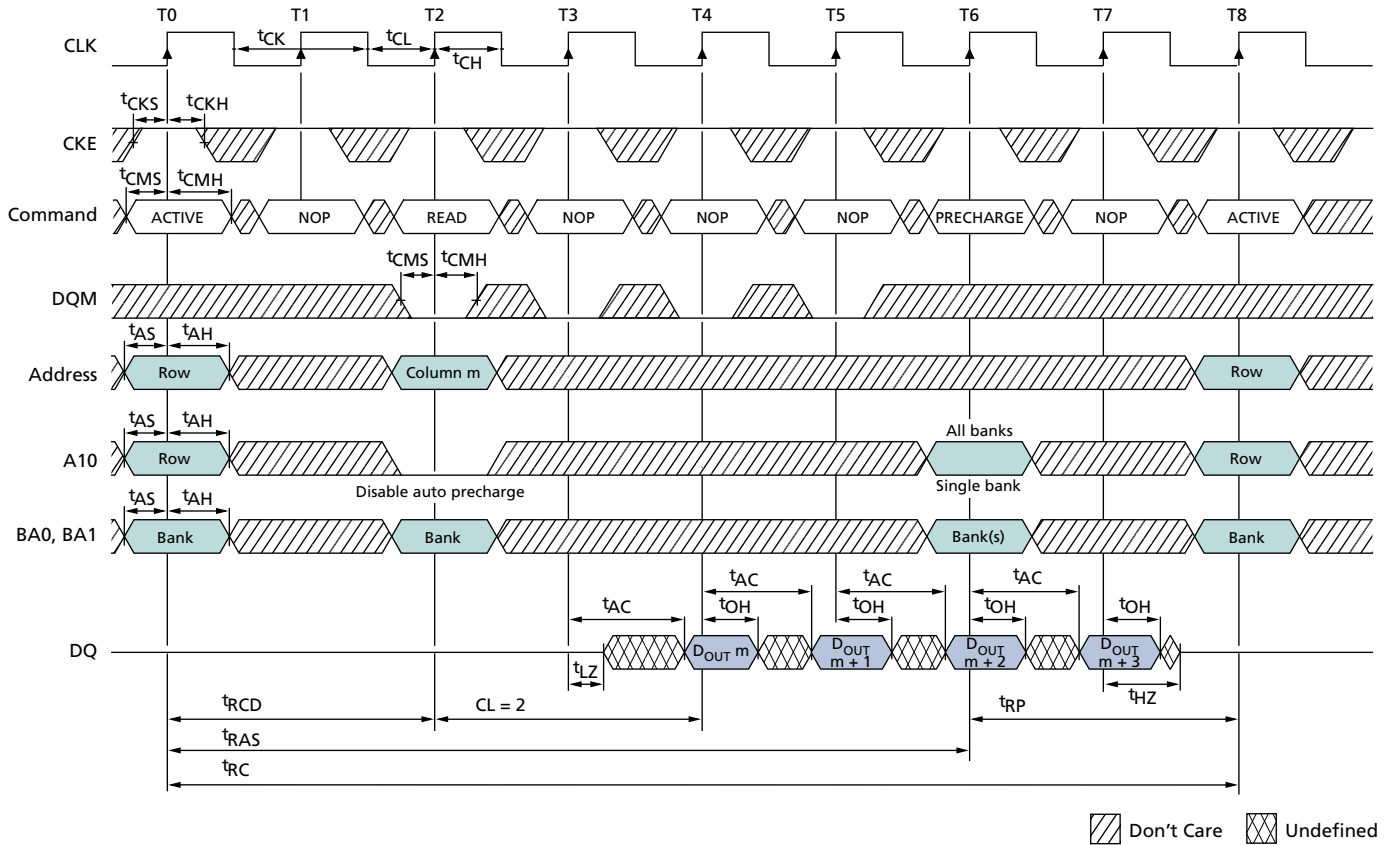 T0 T1 T2 T3 T4 T5 T6 T7 T8
CLK
tCK tCL
tCH
tCKS tCKH
CKE
tCMS tCMH
Command ACTIVE NOP READ NOP NOP NOP PRECHARGE NOP ACTIVE
tCMS tCMH
DQM
tAS tAH
Address Row Column m Row
tAS tAH All banks
A10 Row Row
Disable auto precharge Single bank
tAS tAH
BA0, BA1 Bank Bank Bank(s) Bank
tAC tAC tAC
tAC tOH tOH tOH tOH
DQ DOUT m DOUT m + 1 DOUT m + 2 DOUT m + 3
tLZ tHZ
tRCD CL = 2 tRP
tRAS
tRC
Don't Care Undefined